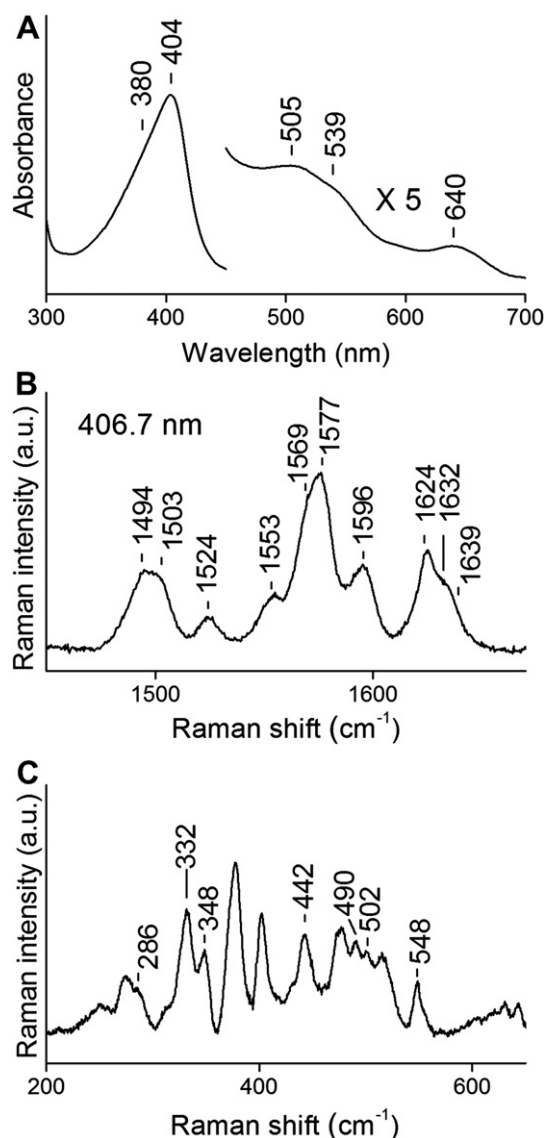 A
Absorbance
380
404
505
539
X 5
640
300
400
500
600
700
Wavelength (nm)
B
406.7 nm
Raman intensity (a.u.)
1494
1503
1524
1553
1569
1577
1596
1624
1632
1639
1500
1600
Raman shift (cm⁻¹)
C
Raman intensity (a.u.)
286
332
348
442
490
502
548
200
400
600
Raman shift (cm⁻¹)